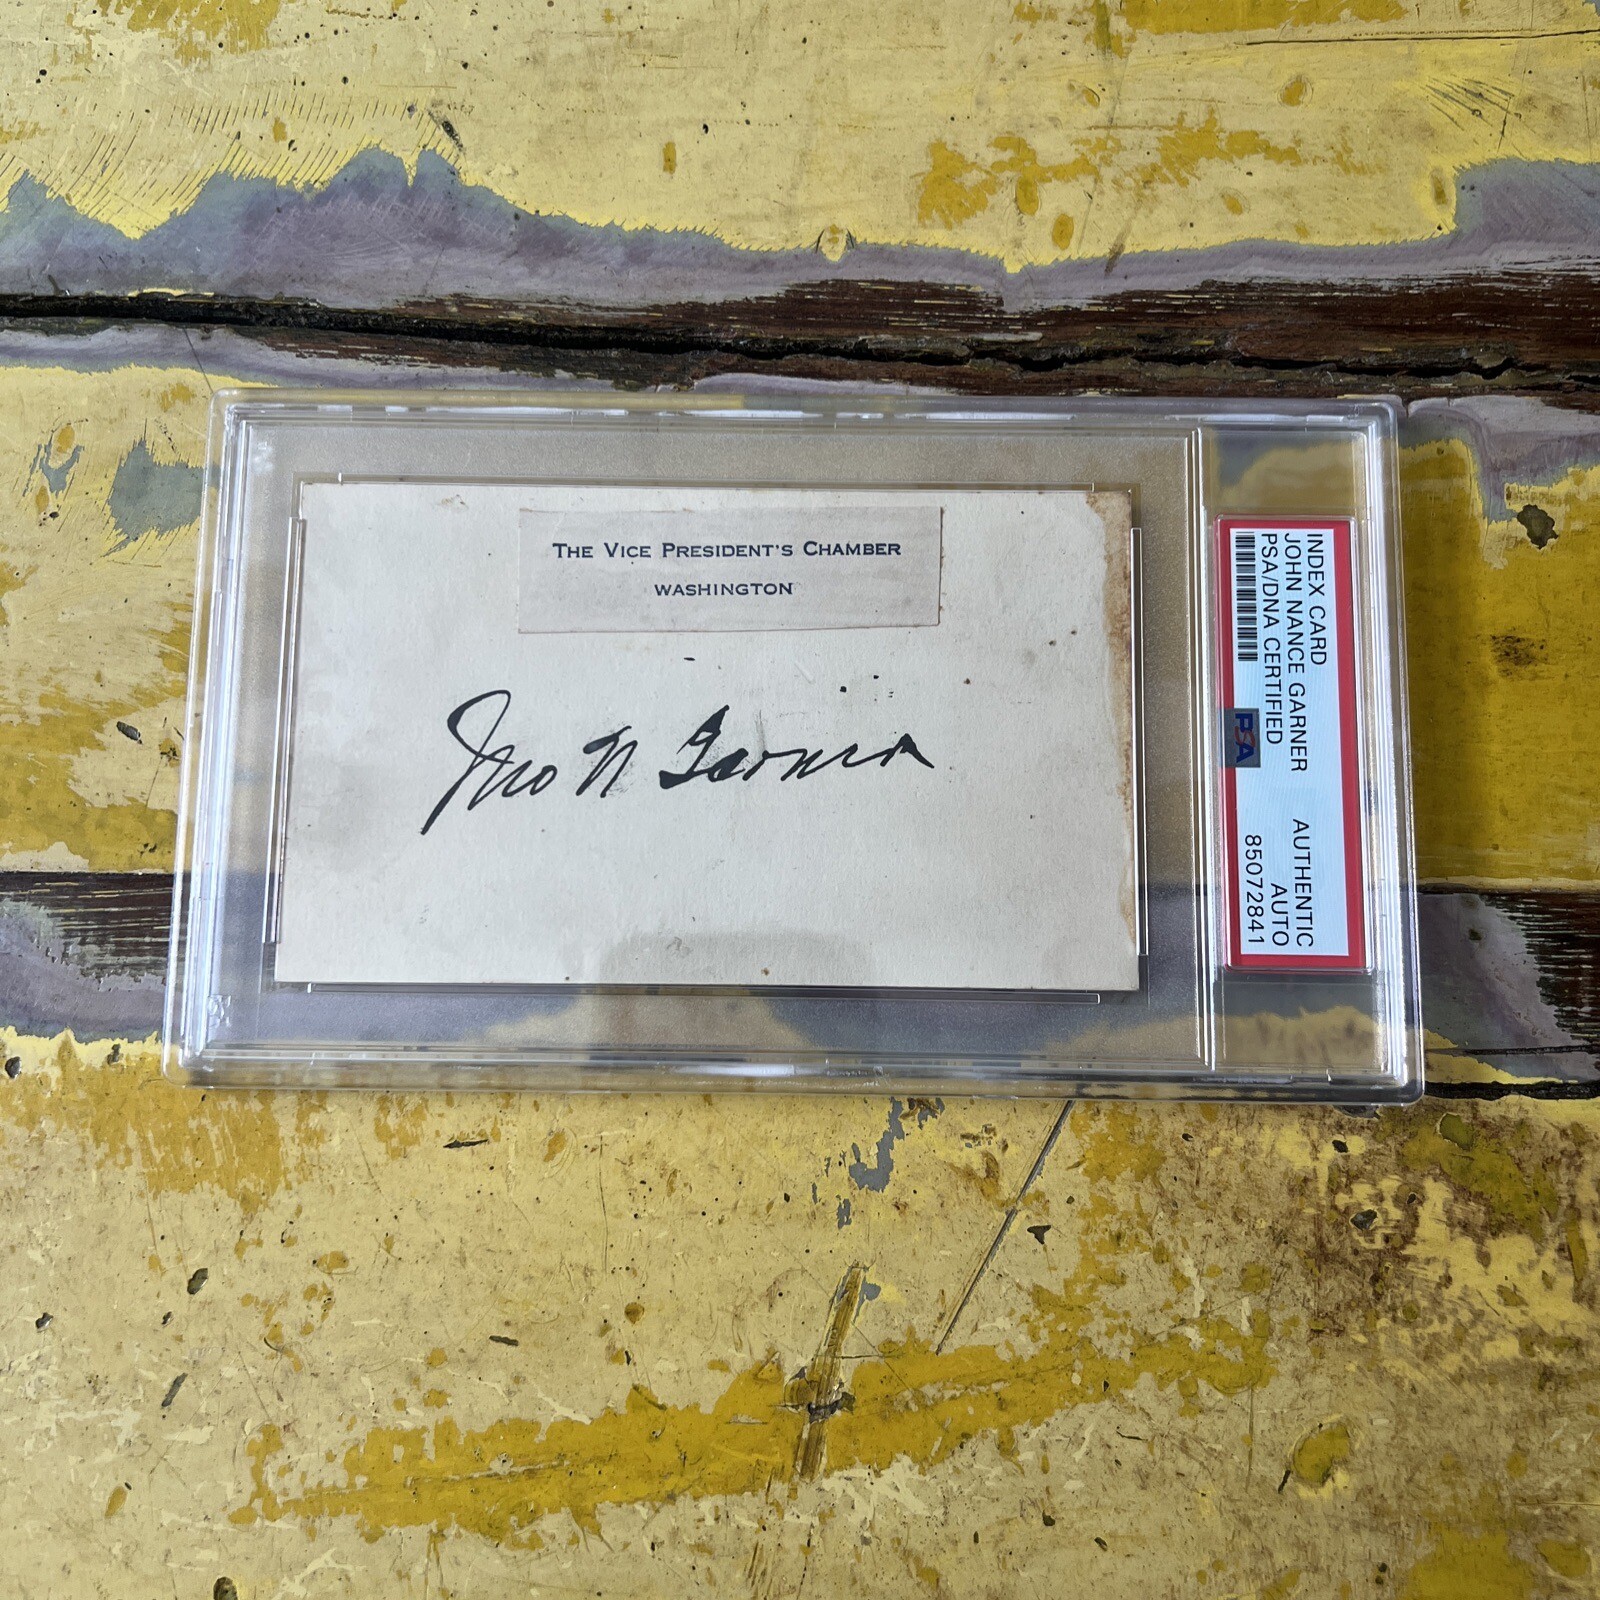 THE VICE PRESIDENT'S CHAMBER
WASHINGTON
Jno N Garner
INDEX CARD
JOHN NANCE GARNER
PSA/DNA CERTIFIED
AUTHENTIC
AUTO
85072841
PSA